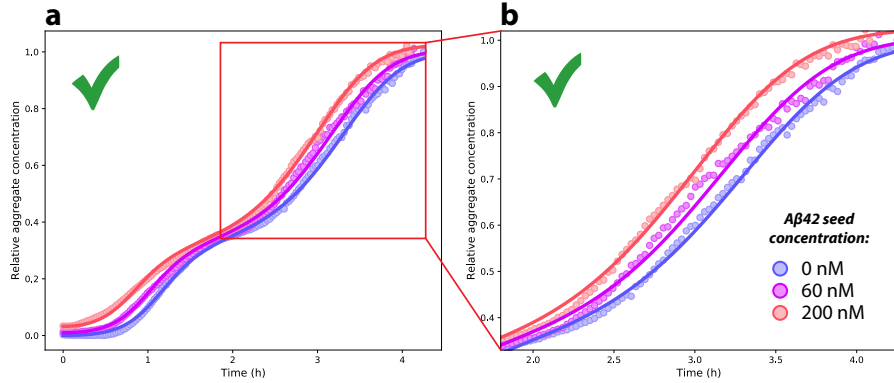 a
b
Relative aggregate concentration
1.0
0.8
0.6
0.4
0.2
0.0
0
1
2
3
4
Time (h)
Relative aggregate concentration
1.0
0.9
0.8
0.7
0.6
0.5
0.4
2.0
2.5
3.0
3.5
4.0
Time (h)
Aβ42 seed
concentration:
0 nM
60 nM
200 nM